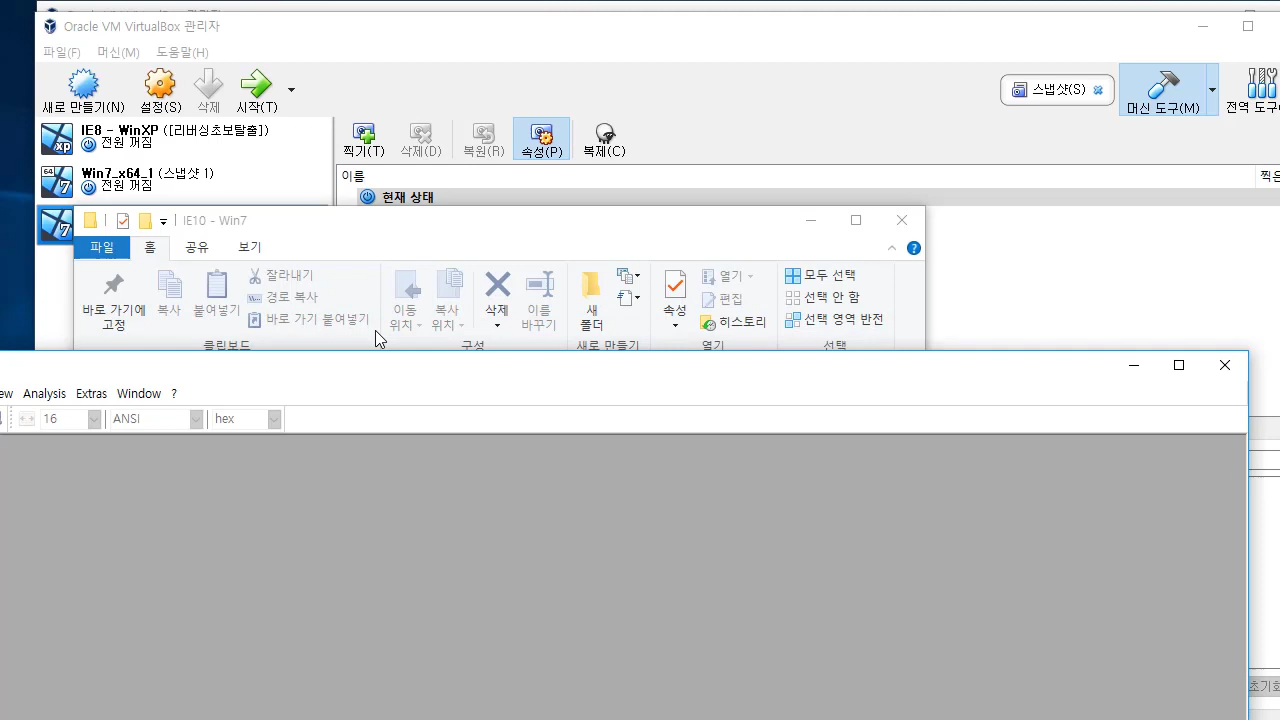 Oracle VM VirtualBox 관리자
파일(F) 머신(M) 도움말(H)
새로 만들기(N) 설정(S) 삭제 시작(T)
스냅샷(S) 머신 도구(M) 전역 도구
IE8 - WinXP ([리버싱초보탈출])
전원 꺼짐
Win7_x64_1 (스냅샷 1)
전원 꺼짐
찍기(T) 삭제(D) 복원(R) 속성(P) 복제(C)
이름 찍은
현재 상태
IE10 - Win7
파일 홈 공유 보기
바로 가기에 고정
복사
붙여넣기
잘라내기
경로 복사
바로 가기 붙여넣기
클립보드
이동 위치
복사 위치
삭제
이름 바꾸기
구성
새 폴더
새로 만들기
속성
열기
편집
히스토리
열기
모두 선택
선택 안 함
선택 영역 반전
선택
ew Analysis Extras Window ?
16 ANSI hex
초기화